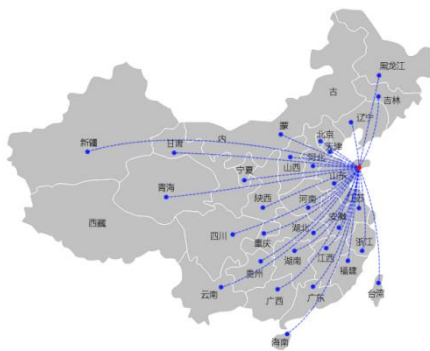 黑龙江
古
吉林
辽宁
蒙
北京
内
天津
新疆
甘肃
河北
山西
宁夏
山东
青海
陕西
河南
江西
安徽
西藏
四川
重庆
湖北
湖南
江西
浙江
贵州
福建
云南
广西
广东
台湾
海南